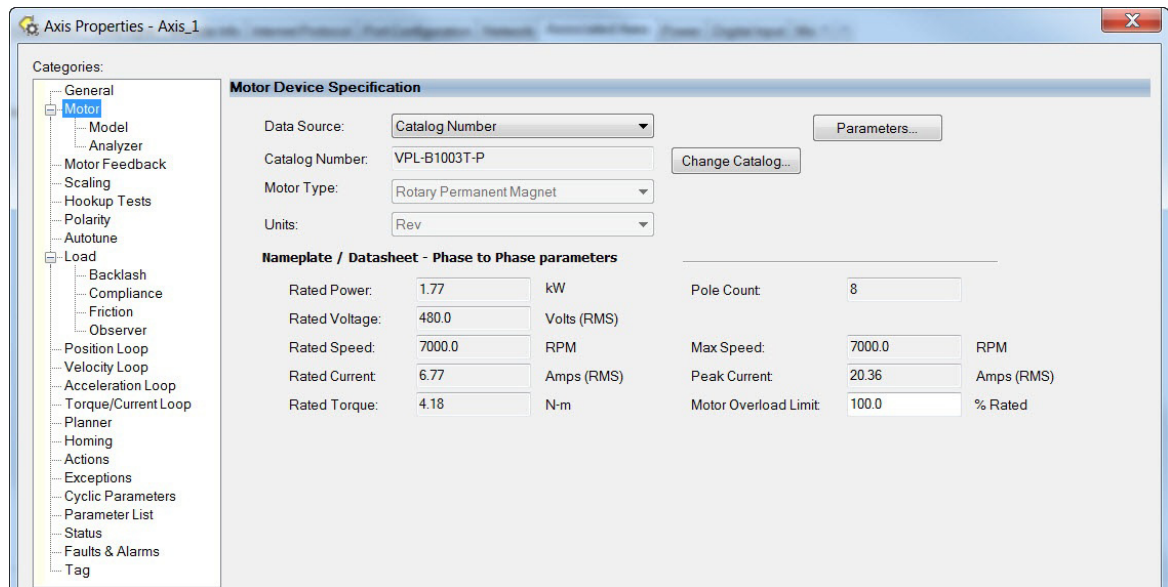 Axis Properties - Axis_1
X
Categories:
General
Motor
Model
Analyzer
Motor Feedback
Scaling
Hookup Tests
Polarity
Autotune
Load
Backlash
Compliance
Friction
Observer
Position Loop
Velocity Loop
Acceleration Loop
Torque/Current Loop
Planner
Homing
Actions
Exceptions
Cyclic Parameters
Parameter List
Status
Faults & Alarms
Tag
Motor Device Specification
Data Source: Catalog Number Parameters...
Catalog Number: VPL-B1003T-P Change Catalog...
Motor Type: Rotary Permanent Magnet
Units: Rev
Nameplate / Datasheet - Phase to Phase parameters
Rated Power: 1.77 kW Pole Count: 8
Rated Voltage: 480.0 Volts (RMS)
Rated Speed: 7000.0 RPM Max Speed: 7000.0 RPM
Rated Current: 6.77 Amps (RMS) Peak Current: 20.36 Amps (RMS)
Rated Torque: 4.18 N-m Motor Overload Limit: 100.0 % Rated